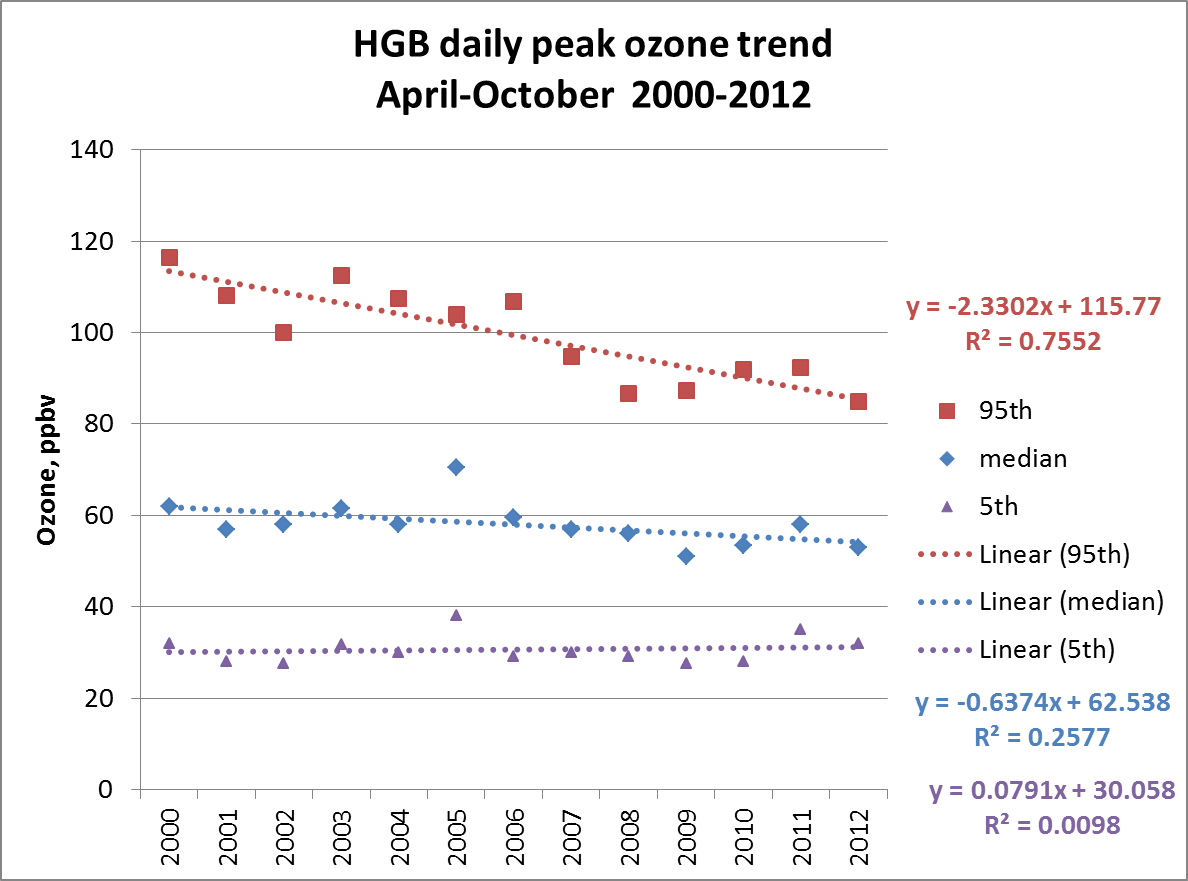 HGB daily peak ozone trend
April-October  2000-2012
140
120
100
80
60
40
20
0
Ozone, ppbv
2000
2001
2002
2003
2004
2005
2006
2007
2008
2009
2010
2011
2012
y = -2.3302x + 115.77
R² = 0.7552
95th
median
5th
Linear (95th)
Linear (median)
Linear (5th)
y = -0.6374x + 62.538
R² = 0.2577
y = 0.0791x + 30.058
R² = 0.0098